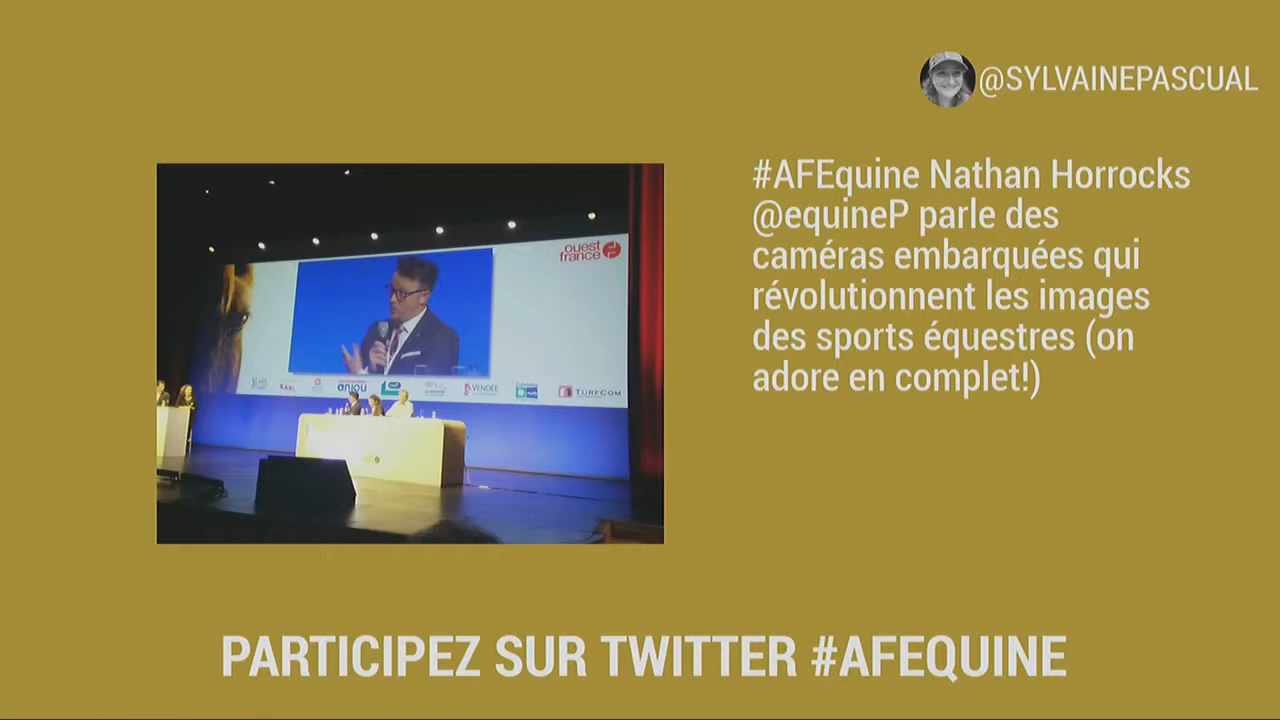 @SYLVAINEPASCUAL
#AFEquine Nathan Horrocks
@equineP parle des
caméras embarquées qui
révolutionnent les images
des sports équestres (on
adore en complet!)
ouest
france
anjou
VENDÉE
TURFCOM
PARTICIPEZ SUR TWITTER #AFEQUINE